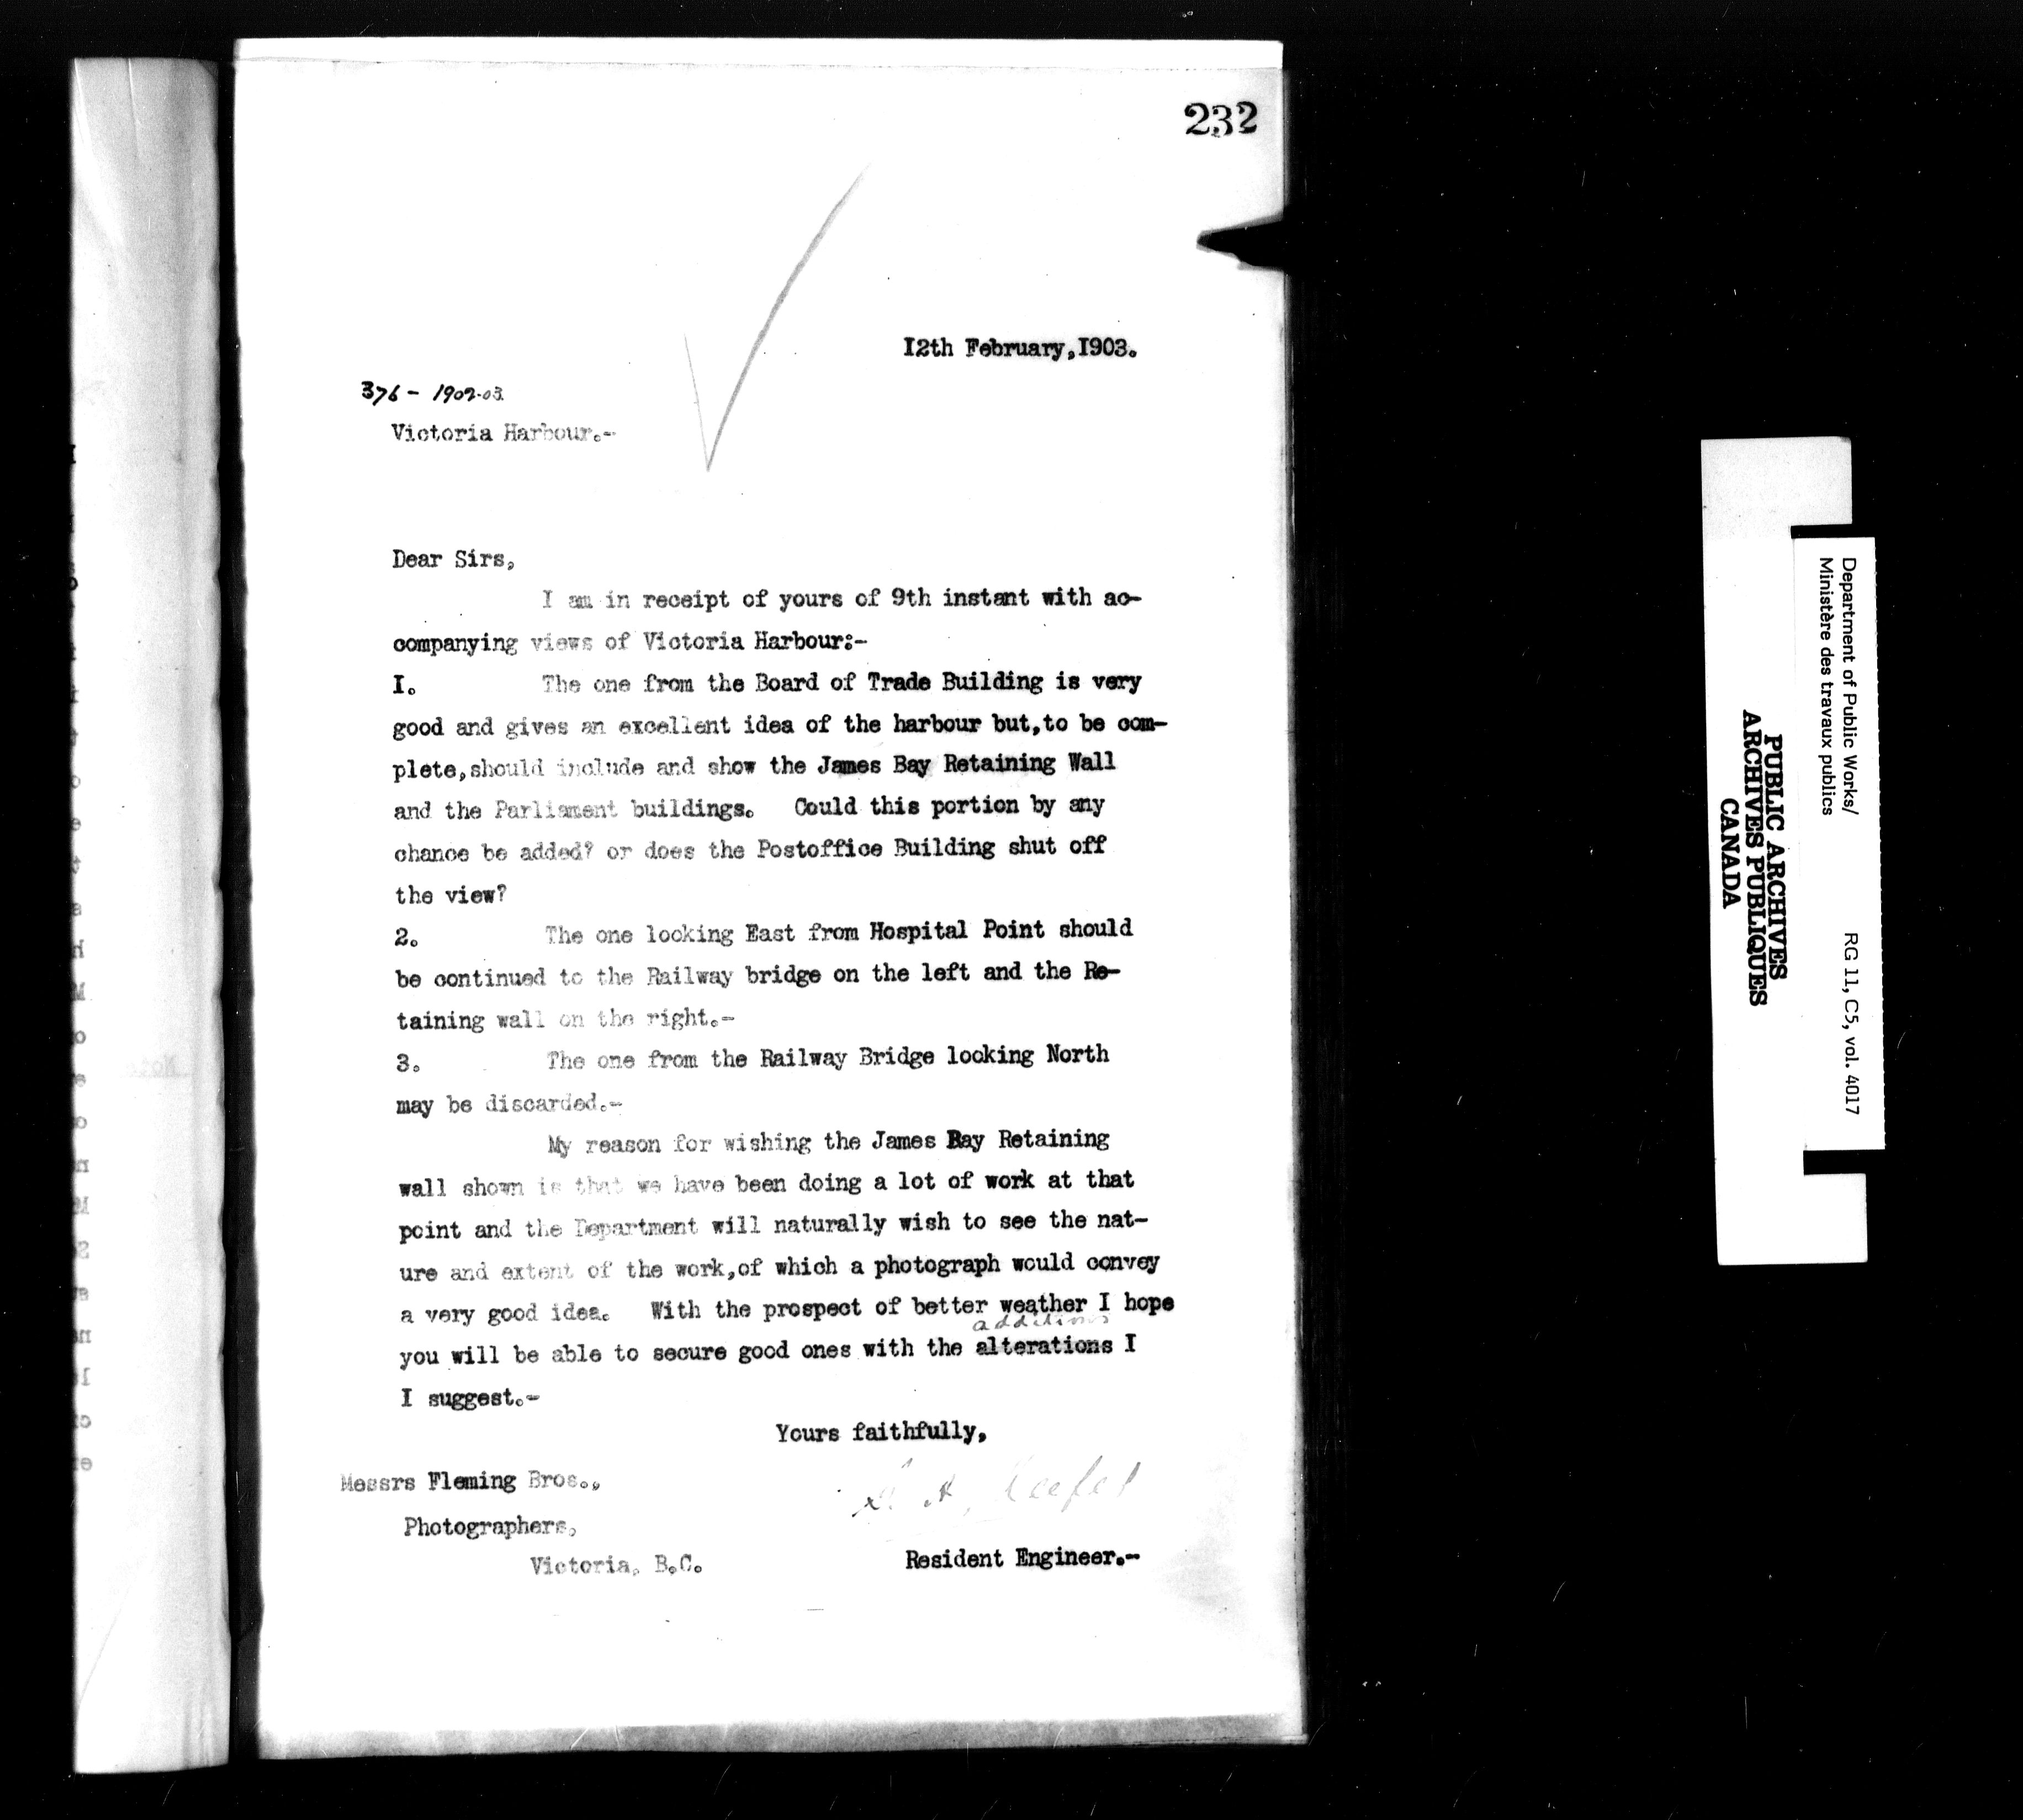 232
12th February,1903.
376 - 1902-03
Victoria Harbour.-
Dear Sirs,
I am in receipt of yours of 9th instant with ac-
companying views of Victoria Harbour:-
I. The one from the Board of Trade Building is very
good and gives an excellent idea of the harbour but,to be com-
plete,should include and show the James Bay Retaining Wall
and the Parliament buildings. Could this portion by any
chance be added? or does the Postoffice Building shut off
the view?
2. The one looking East from Hospital Point should
be continued to the Railway bridge on the left and the Re-
taining wall on the right.-
3. The one from the Railway Bridge looking North
may be discarded.-
My reason for wishing the James Bay Retaining
wall shown is that we have been doing a lot of work at that
point and the Department will naturally wish to see the nat-
ure and extent of the work,of which a photograph would convey
a very good idea. With the prospect of better weather I hope
additions
you will be able to secure good ones with the alterations I
I suggest.-
Yours faithfully,
Messrs Fleming Bros.,
Photographers,
Victoria, B.C.
Resident Engineer.-
Department of Public Works/
Ministère des travaux publics
RG 11, C5, vol. 4017
PUBLIC ARCHIVES
ARCHIVES PUBLIQUES
CANADA